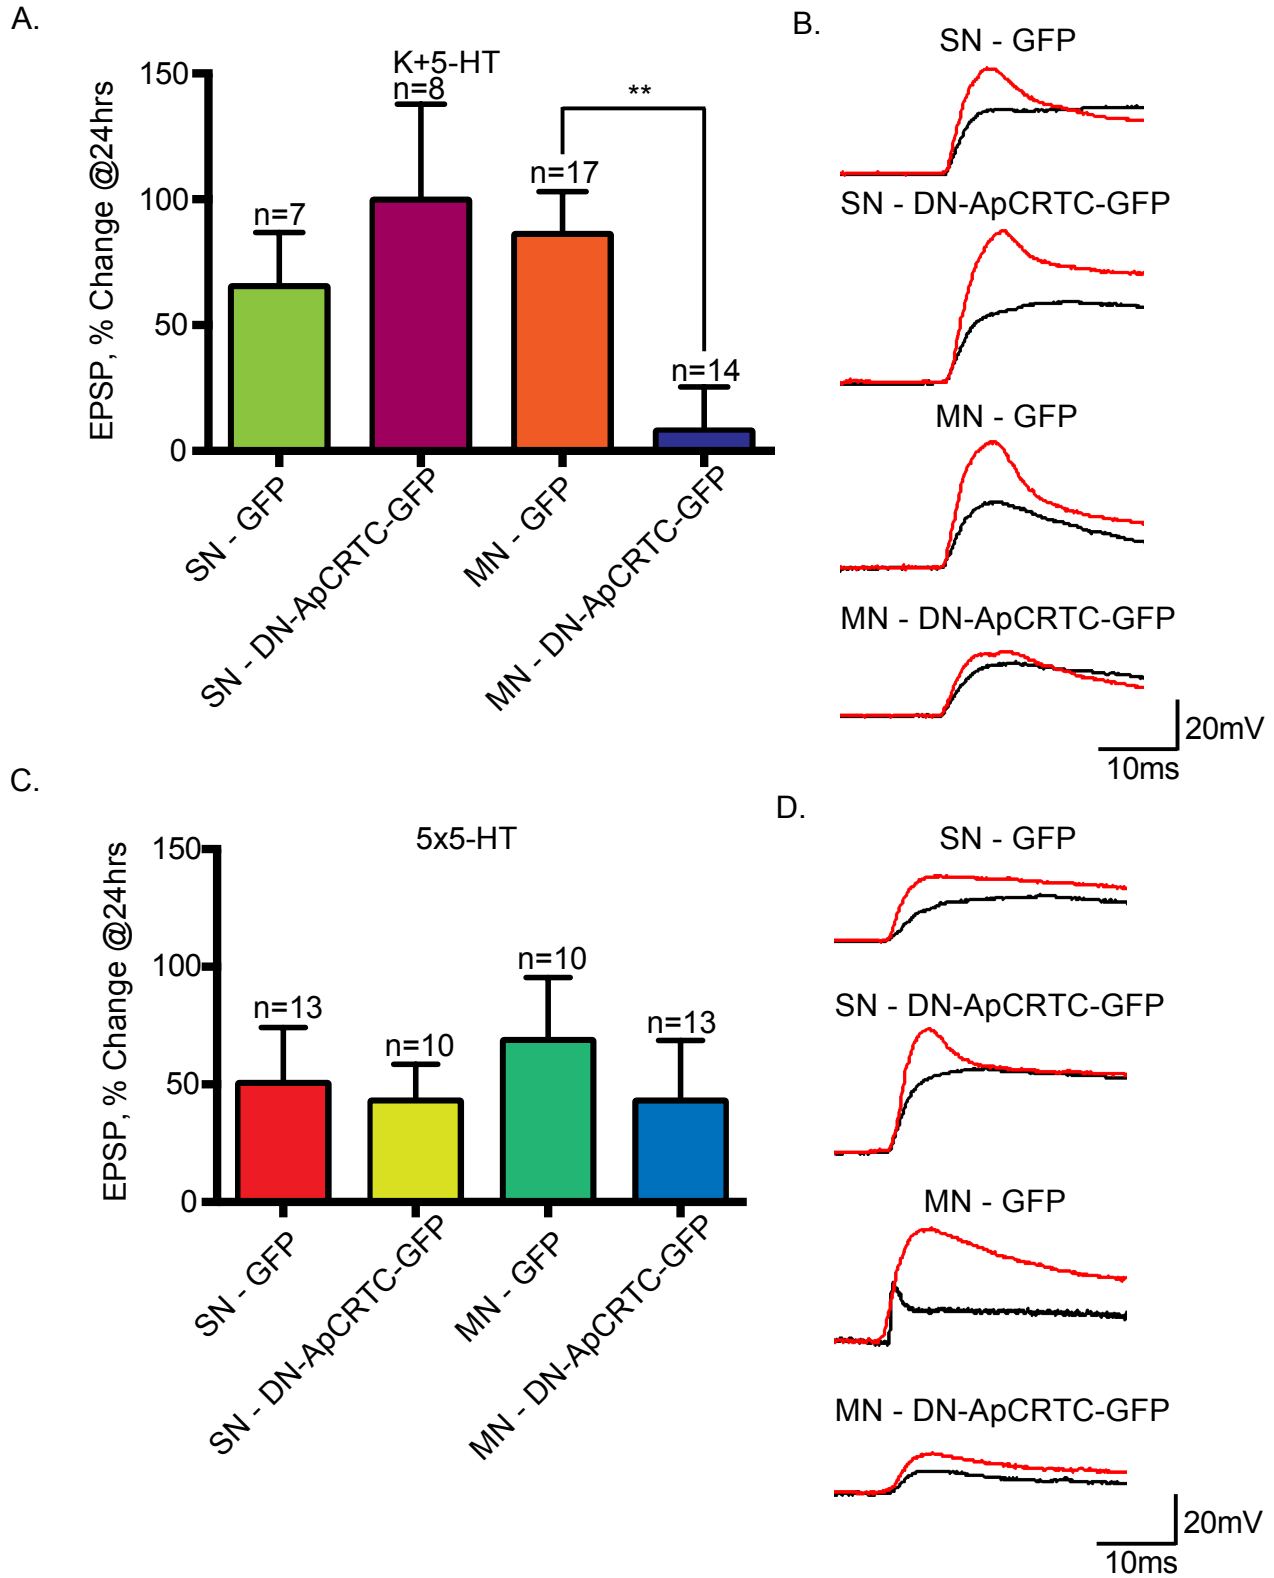 A.
K+5-HT
n=8
n=7
n=17
**
n=14
EPSP, % Change @24hrs
150
100
50
0
SN - GFP
SN - DN-ApCRTC-GFP
MN - GFP
MN - DN-ApCRTC-GFP
B.
SN - GFP
SN - DN-ApCRTC-GFP
MN - GFP
MN - DN-ApCRTC-GFP
20mV
10ms
C.
5x5-HT
n=13
n=10
n=10
n=13
EPSP, % Change @24hrs
150
100
50
0
SN - GFP
SN - DN-ApCRTC-GFP
MN - GFP
MN - DN-ApCRTC-GFP
D.
SN - GFP
SN - DN-ApCRTC-GFP
MN - GFP
MN - DN-ApCRTC-GFP
20mV
10ms